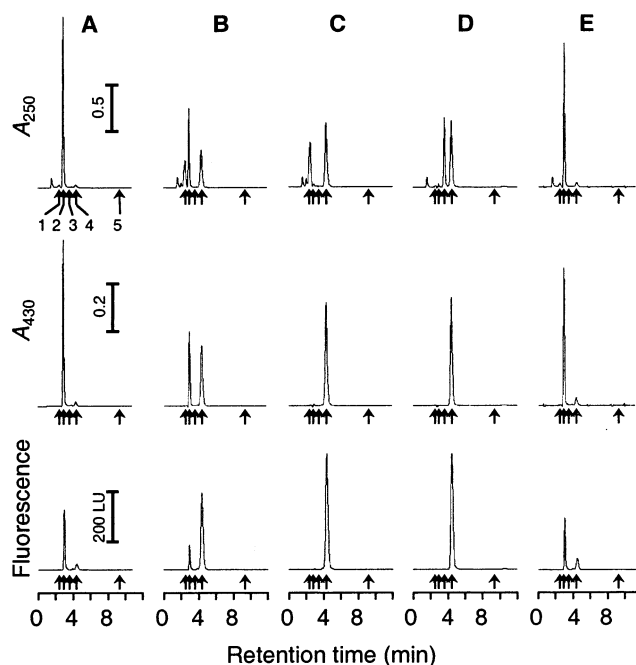 A B C D E
A250
0.5
1 2 3 4 5
A430
0.2
Fluorescence
200 LU
0 4 8 0 4 8 0 4 8 0 4 8 0 4 8
Retention time (min)